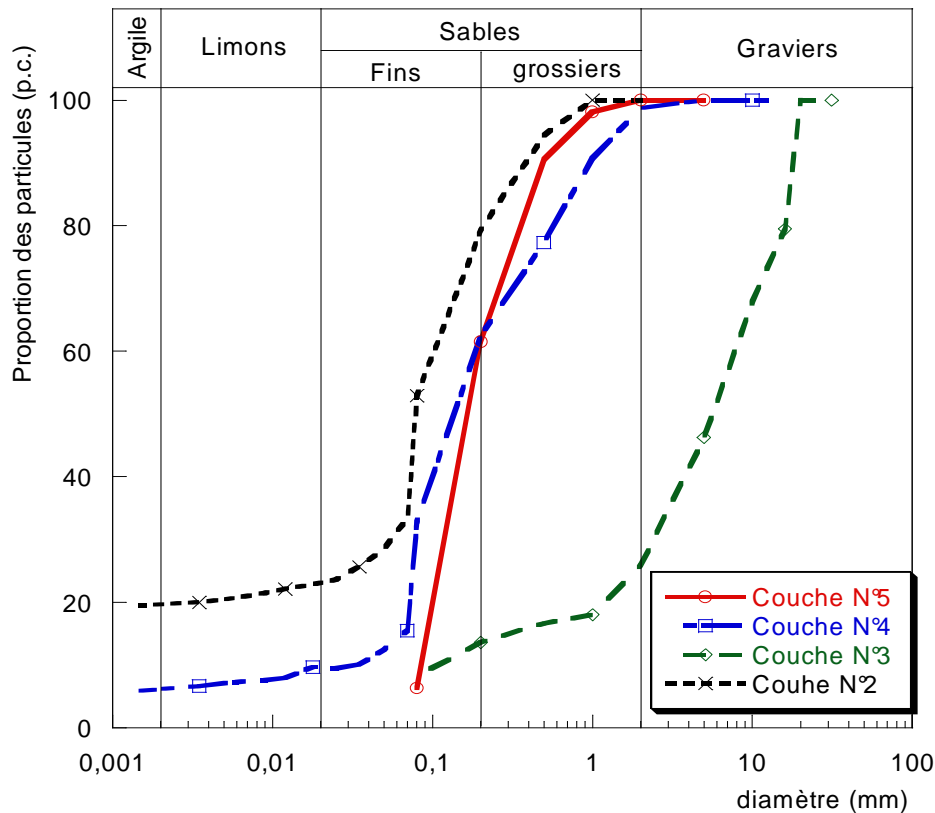 Sables
Argile
Limons
Graviers
Fins
grossiers
Proportion des particules (p.c.)
100
80
60
40
20
0
0,001
0,01
0,1
1
10
100
diamètre (mm)
Couche N°5
Couche N°4
Couche N°3
Couhe N°2